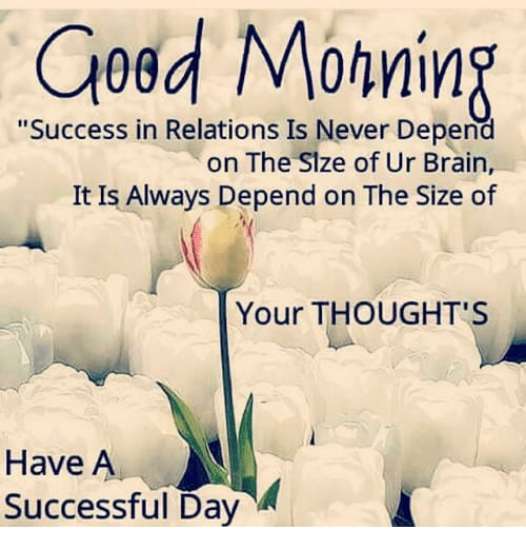 Good Morning
"Success in Relations Is Never Depend
on The SIze of Ur Brain,
It Is Always Depend on The Size of
Your THOUGHT'S
Have A
Successful Day